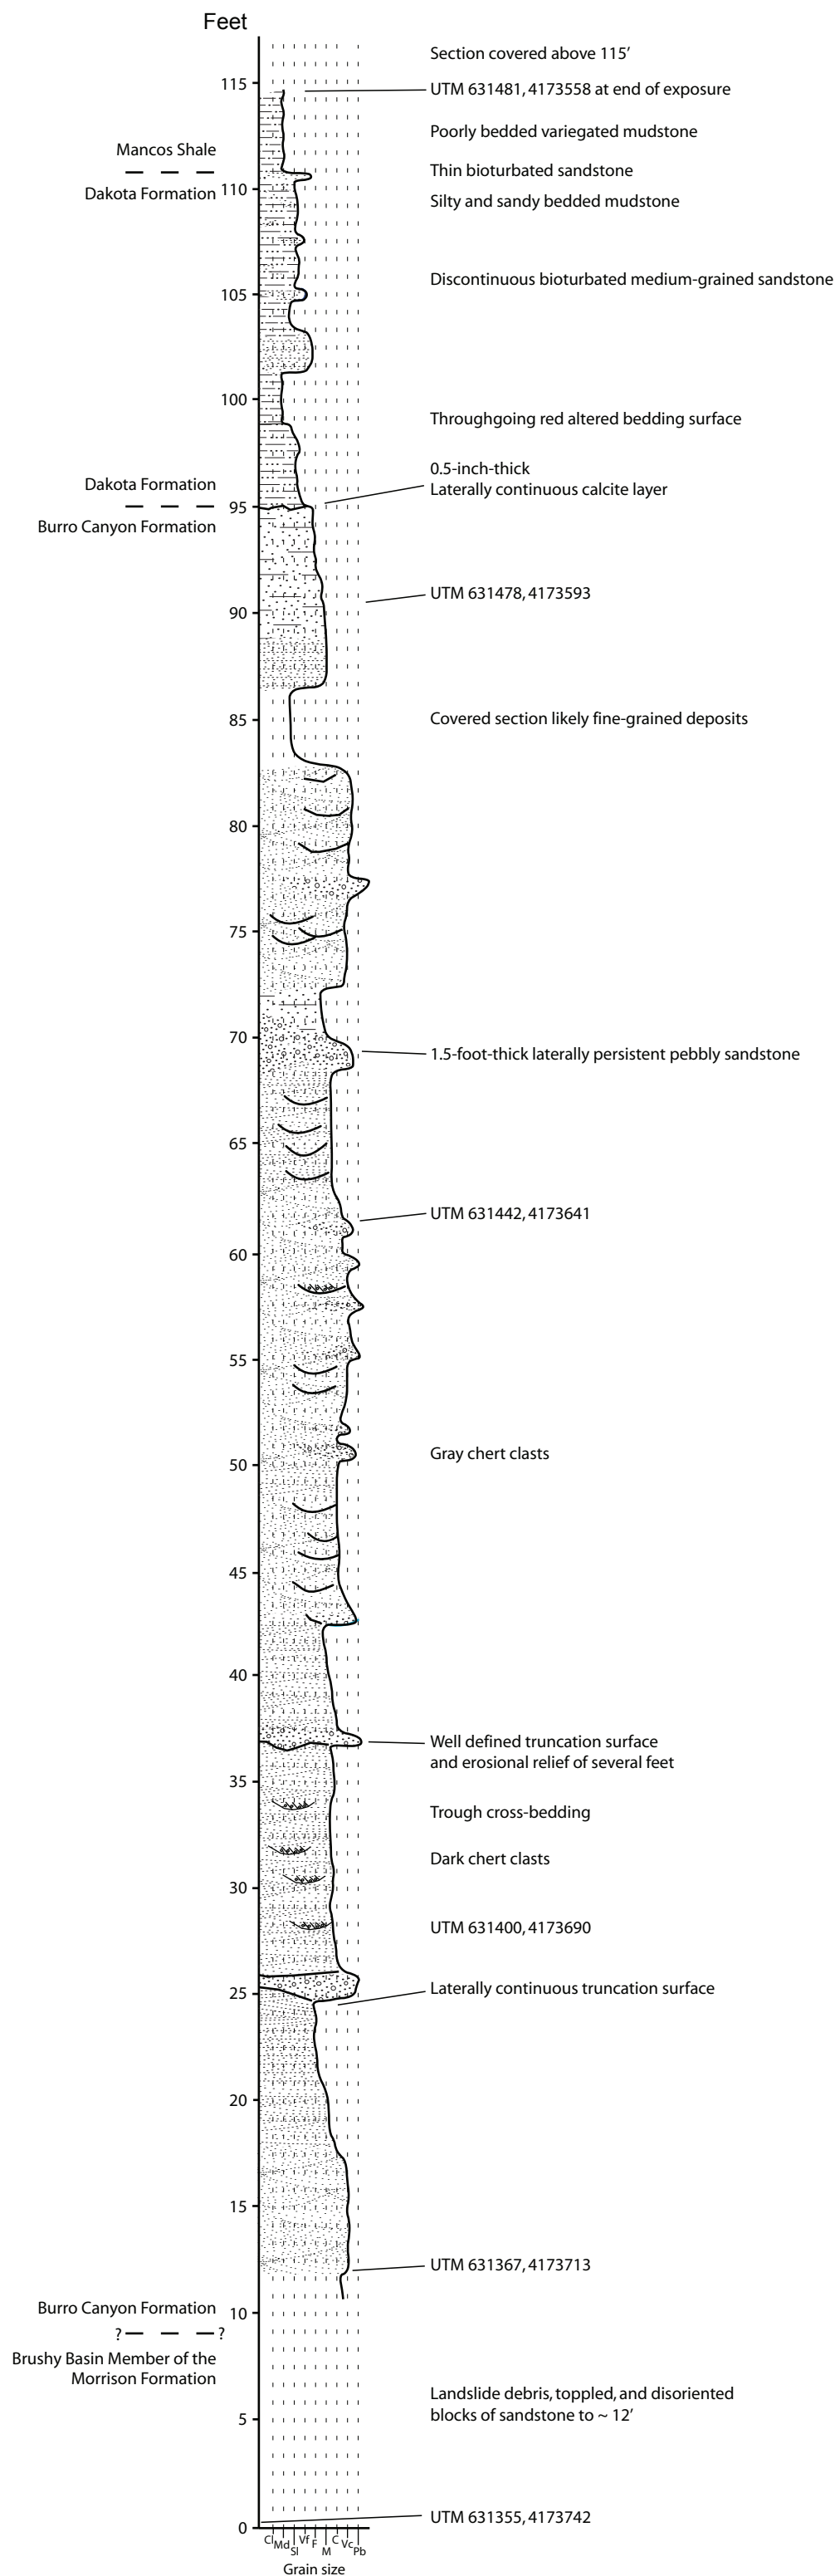 Feet
Section covered above 115’
115
UTM 631481, 4173558 at end of exposure
Poorly bedded variegated mudstone
Mancos Shale
Thin bioturbated sandstone
Dakota Formation
110
Silty and sandy bedded mudstone
Discontinuous bioturbated medium-grained sandstone
105
100
Throughgoing red altered bedding surface
0.5-inch-thick
Dakota Formation
Laterally continuous calcite layer
95
Burro Canyon Formation
UTM 631478, 4173593
90
85
Covered section likely fine-grained deposits
80
75
70
1.5-foot-thick laterally persistent pebbly sandstone
65
UTM 631442, 4173641
60
55
Gray chert clasts
50
45
40
Well defined truncation surface
and erosional relief of several feet
35
Trough cross-bedding
Dark chert clasts
30
UTM 631400, 4173690
25
Laterally continuous truncation surface
20
15
UTM 631367, 4173713
Burro Canyon Formation
10
? ?
Brushy Basin Member of the
Morrison Formation
Landslide debris, toppled, and disoriented
blocks of sandstone to ~ 12’
5
UTM 631355, 4173742
0
Cl Md Sl Vf F M C Vc Pb
Grain size